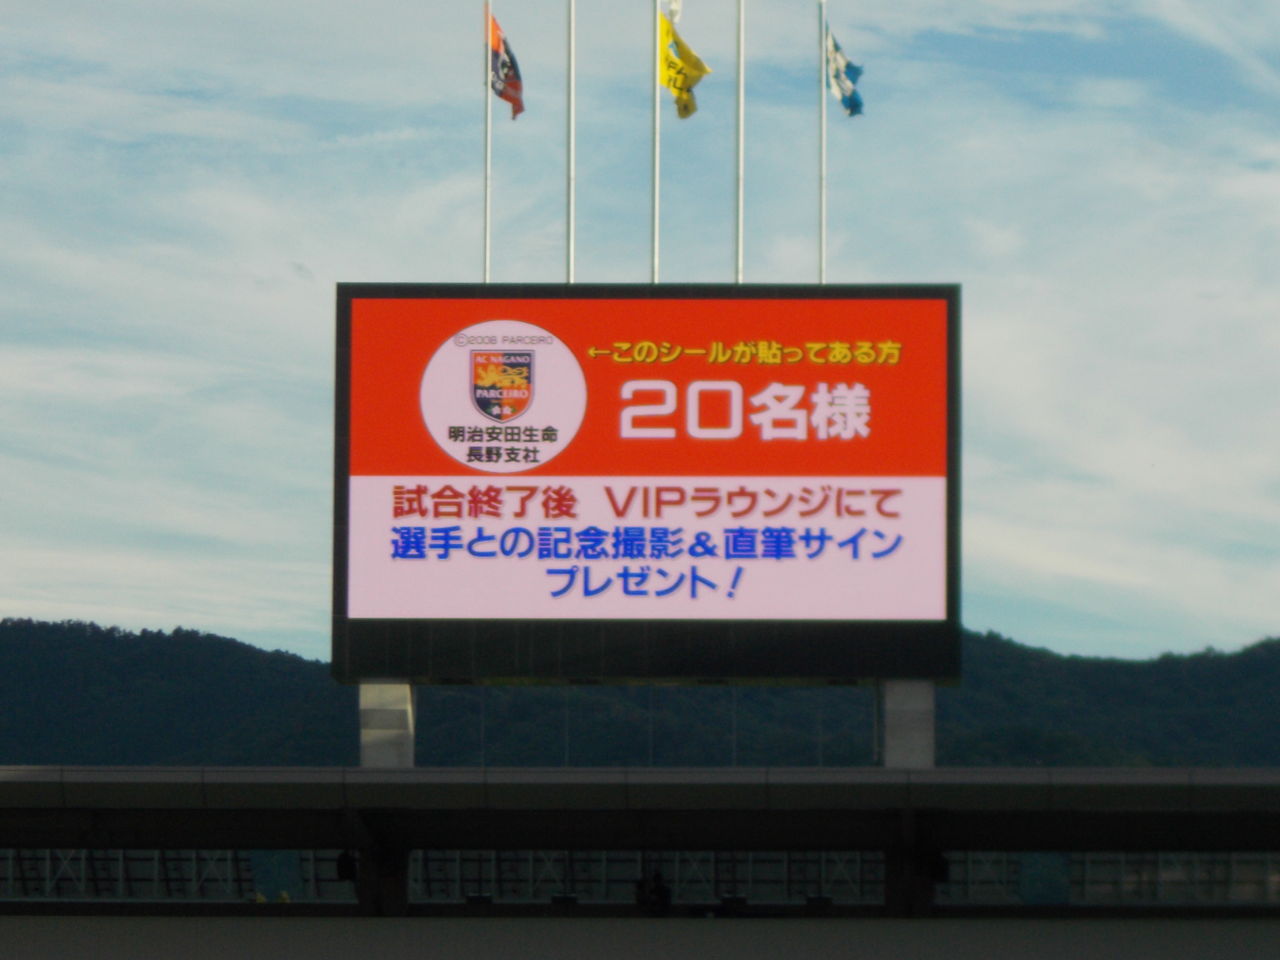 ©2008 PARCEIRO
AC NAGANO
PARCEIRO
明治安田生命
長野支社
←このシールが貼ってある方
20名様
試合終了後 VIPラウンジにて
選手との記念撮影&直筆サイン
プレゼント!